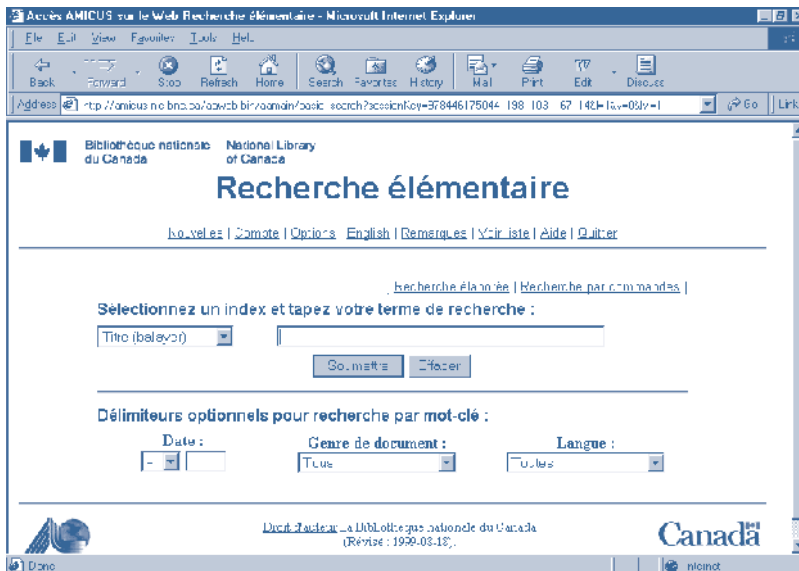 Accès AMICUS sur le Web Recherche élémentaire - Microsoft Internet Explorer
File Edit View Favorites Tools Help
Back Forward Stop Refresh Home Search Favorites History Mail Print Edit Discuss
Address Go Link
Bibliothèque nationale National Library
du Canada of Canada
Recherche élémentaire
Nouvelles | Compte | Options | English | Remarques | Voir liste | Aide | Quitter
| Recherche élaborée | Recherche par commandes |
Sélectionnez un index et tapez votre terme de recherche :
Titre (balayer)
Soumettre Effacer
Délimiteurs optionnels pour recherche par mot-clé :
Date : Genre de document : Langue :
= Tous Toutes
Droit d'auteur La Bibliothèque nationale du Canada
(Révisé : 1999-03-18).
Canada
Done Internet